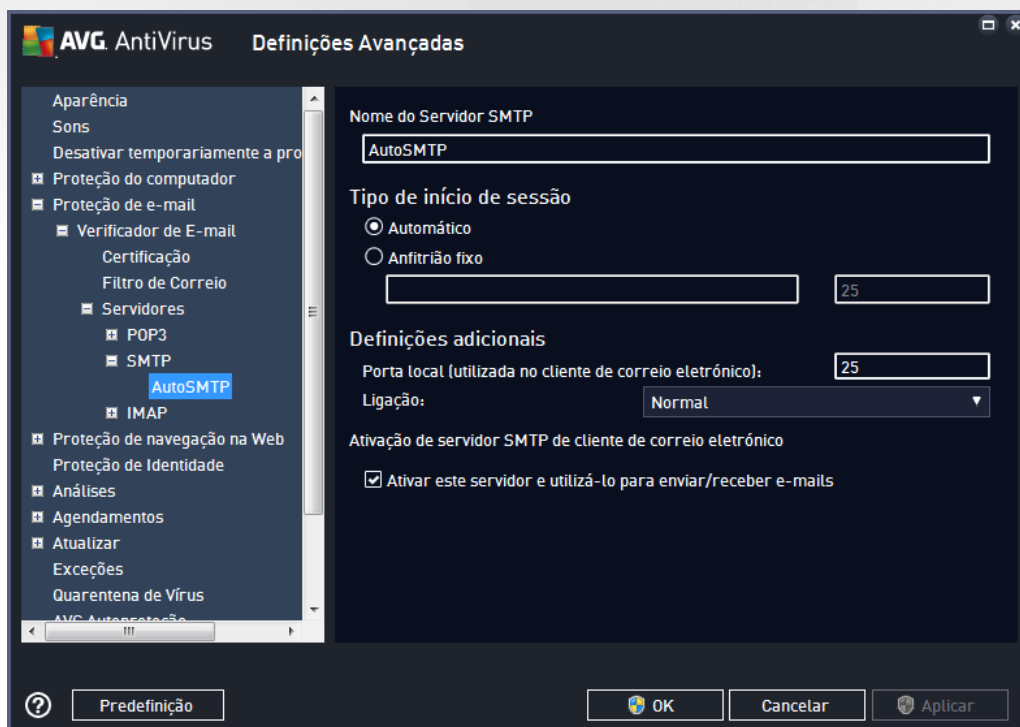 AVG. AntiVirus Definições Avançadas
Aparência
Sons
Desativar temporariamente a pro
Proteção do computador
Proteção de e-mail
Verificador de E-mail
Certificação
Filtro de Correio
Servidores
POP3
SMTP
AutoSMTP
IMAP
Proteção de navegação na Web
Proteção de Identidade
Análises
Agendamentos
Atualizar
Exceções
Quarentena de Vírus
AVG Autoproteção
Nome do Servidor SMTP
AutoSMTP
Tipo de início de sessão
Automático
Anfitrião fixo
25
Definições adicionais
Porta local (utilizada no cliente de correio eletrónico): 25
Ligação: Normal
Ativação de servidor SMTP de cliente de correio eletrónico
Ativar este servidor e utilizá-lo para enviar/receber e-mails
Predefinição OK Cancelar Aplicar